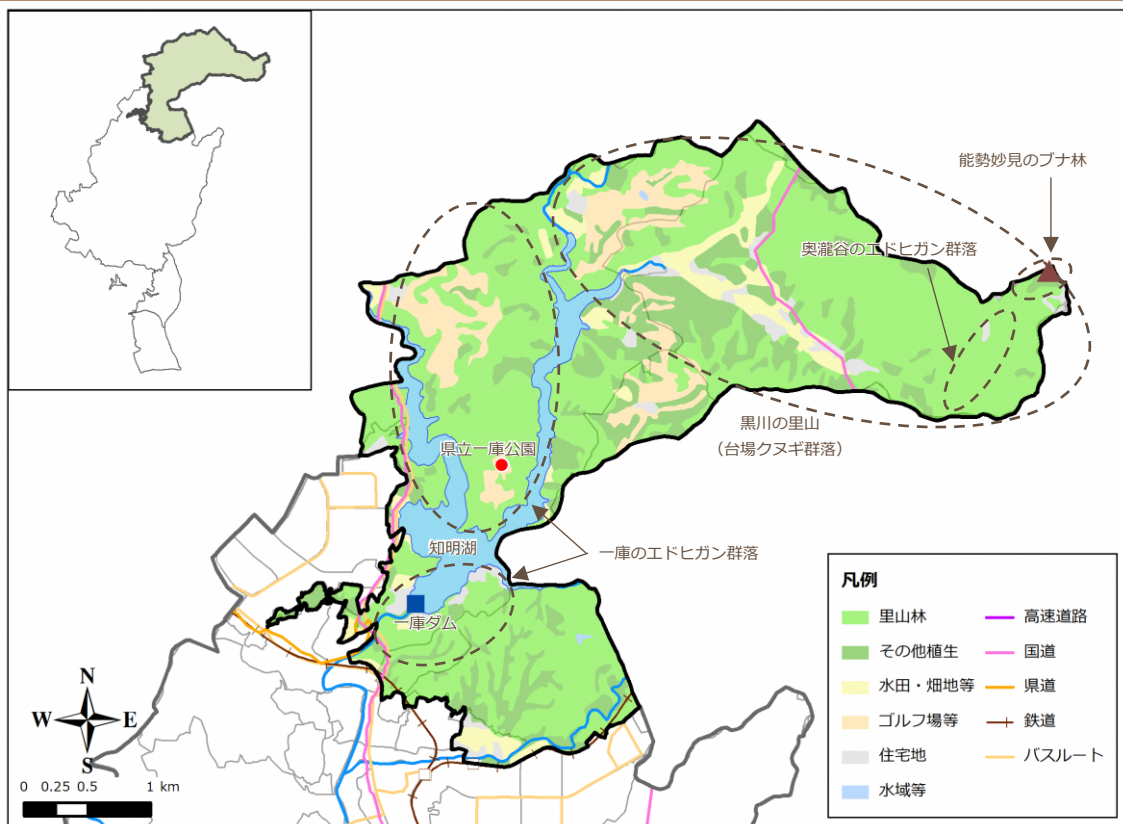 能勢妙見のブナ林
奥瀧谷のエドヒガン群落
黒川の里山
（台場クヌギ群落）
県立一庫公園
知明湖
一庫のエドヒガン群落
一庫ダム
N
W
E
S
0 0.25 0.5 1 km
凡例
里山林
高速道路
その他植生
国道
水田・畑地等
県道
ゴルフ場等
鉄道
住宅地
バスルート
水域等